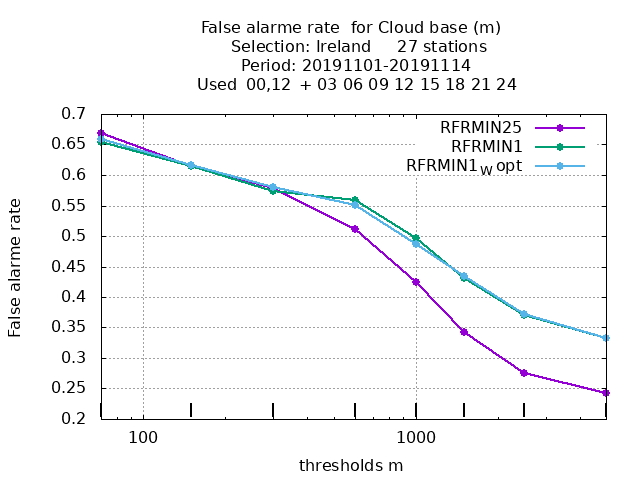 False alarme rate  for Cloud base (m)
Selection: Ireland     27 stations
Period: 20191101-20191114
Used  00,12  + 03 06 09 12 15 18 21 24
RFRMIN25
RFRMIN1
RFRMIN1W opt
0.7
0.65
0.6
0.55
0.5
0.45
0.4
0.35
0.3
0.25
0.2
False alarme rate
100
1000
thresholds m